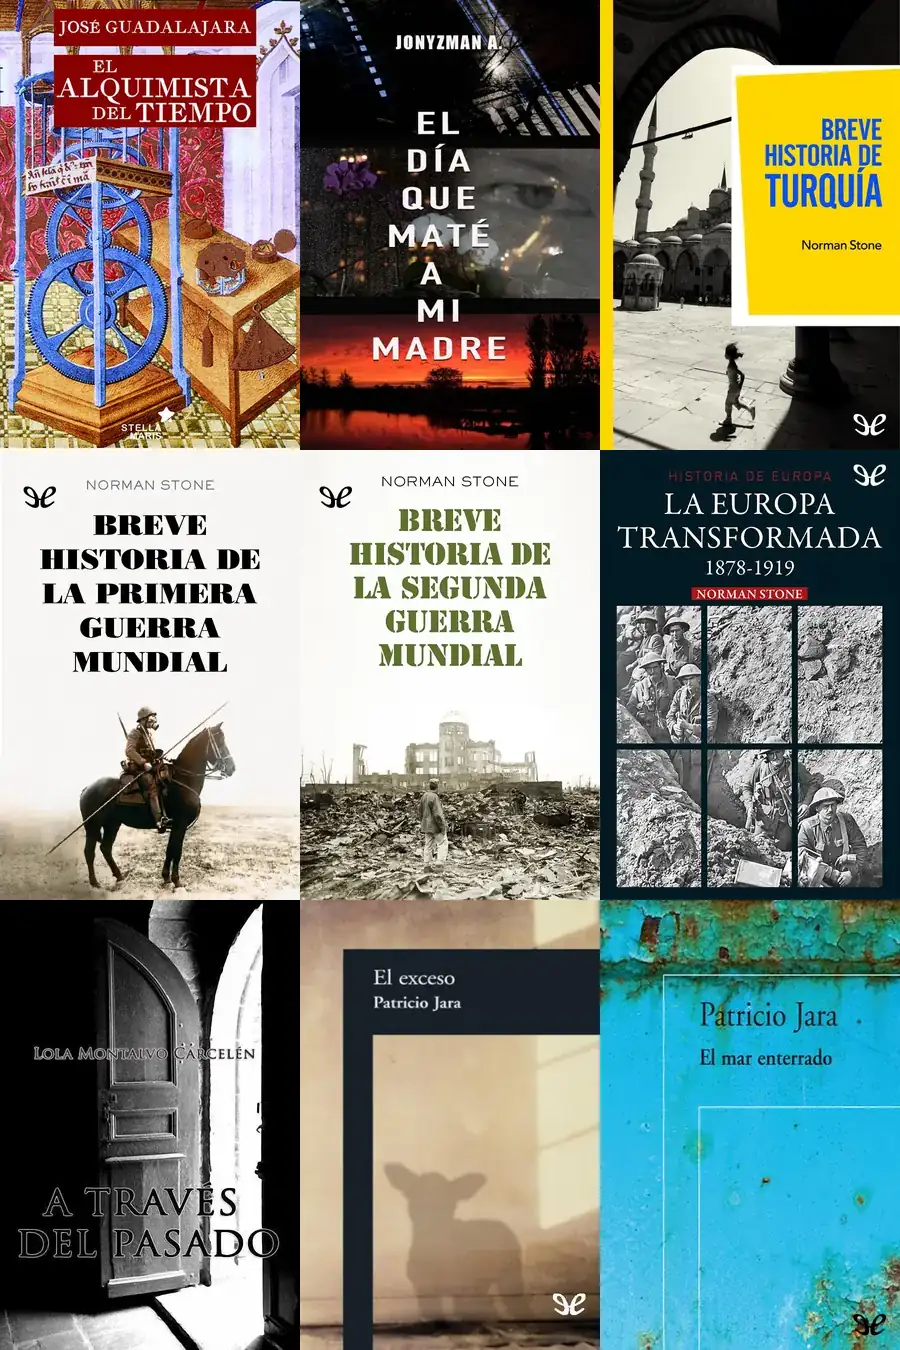 JOSÉ GUADALAJARA
EL
ALQUIMISTA
DEL TIEMPO
STELLA
MARIS
JONYZMAN A.
EL
DÍA
QUE
MATÉ
A
MI
MADRE
BREVE
HISTORIA DE
TURQUÍA
Norman Stone
NORMAN STONE
BREVE
HISTORIA DE
LA PRIMERA
GUERRA
MUNDIAL
NORMAN STONE
BREVE
HISTORIA DE
LA SEGUNDA
GUERRA
MUNDIAL
HISTORIA DE EUROPA
LA EUROPA
TRANSFORMADA
1878-1919
NORMAN STONE
LOLA MONTALVO CARCELÉN
A TRAVÉS
DEL PASADO
El exceso
Patricio Jara
Patricio Jara
El mar enterrado